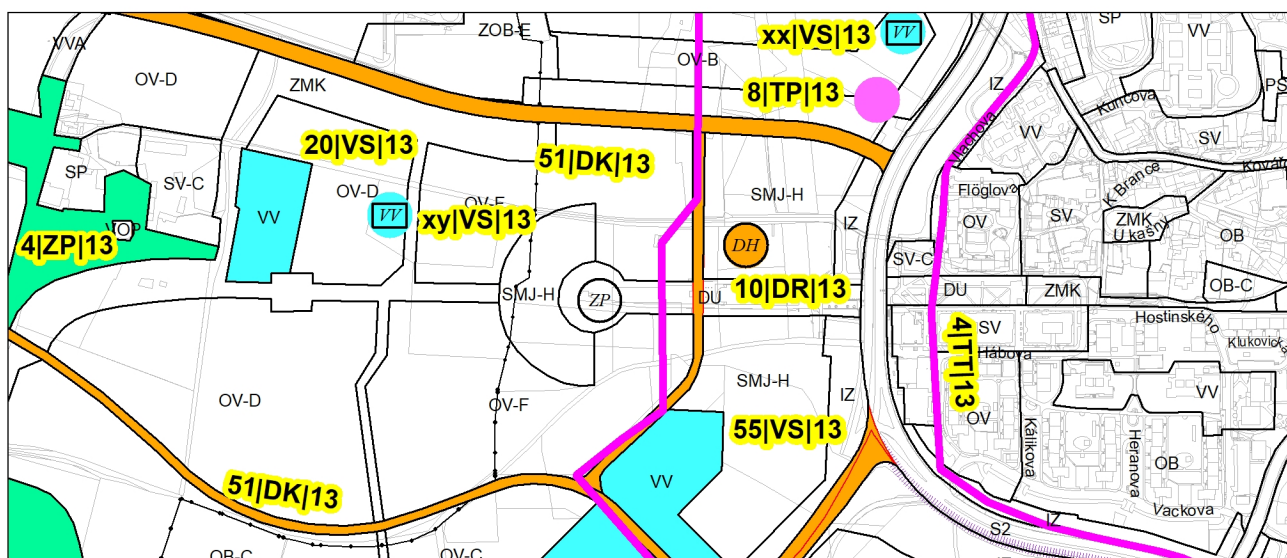 ZOB-E
xx|VS|13
VV
SP
VV
VVA
OV-D
ZMK
OV-B
8|TP|13
IZ
Kuncova
PS
20|VS|13
51|DK|13
Vlachova
VV
SV
SP
SV-C
OV-D
SMJ-H
Flöglova
K Brance
VV
VV
xy|VS|13
IZ
OV
SV
ZMK
OB
4|ZP|13
DH
SV-C
SMJ-H
ZP
DU
10|DR|13
DU
ZMK
OB-C
Hostinského
SV
Klukovická
Hábova
4|TT|13
SMJ-H
IZ
OV-D
OV-F
VV
55|VS|13
OV
Kálikova
Heranova
OB
VV
51|DK|13
Vackova
S2
IZ
OB-C
OV-C